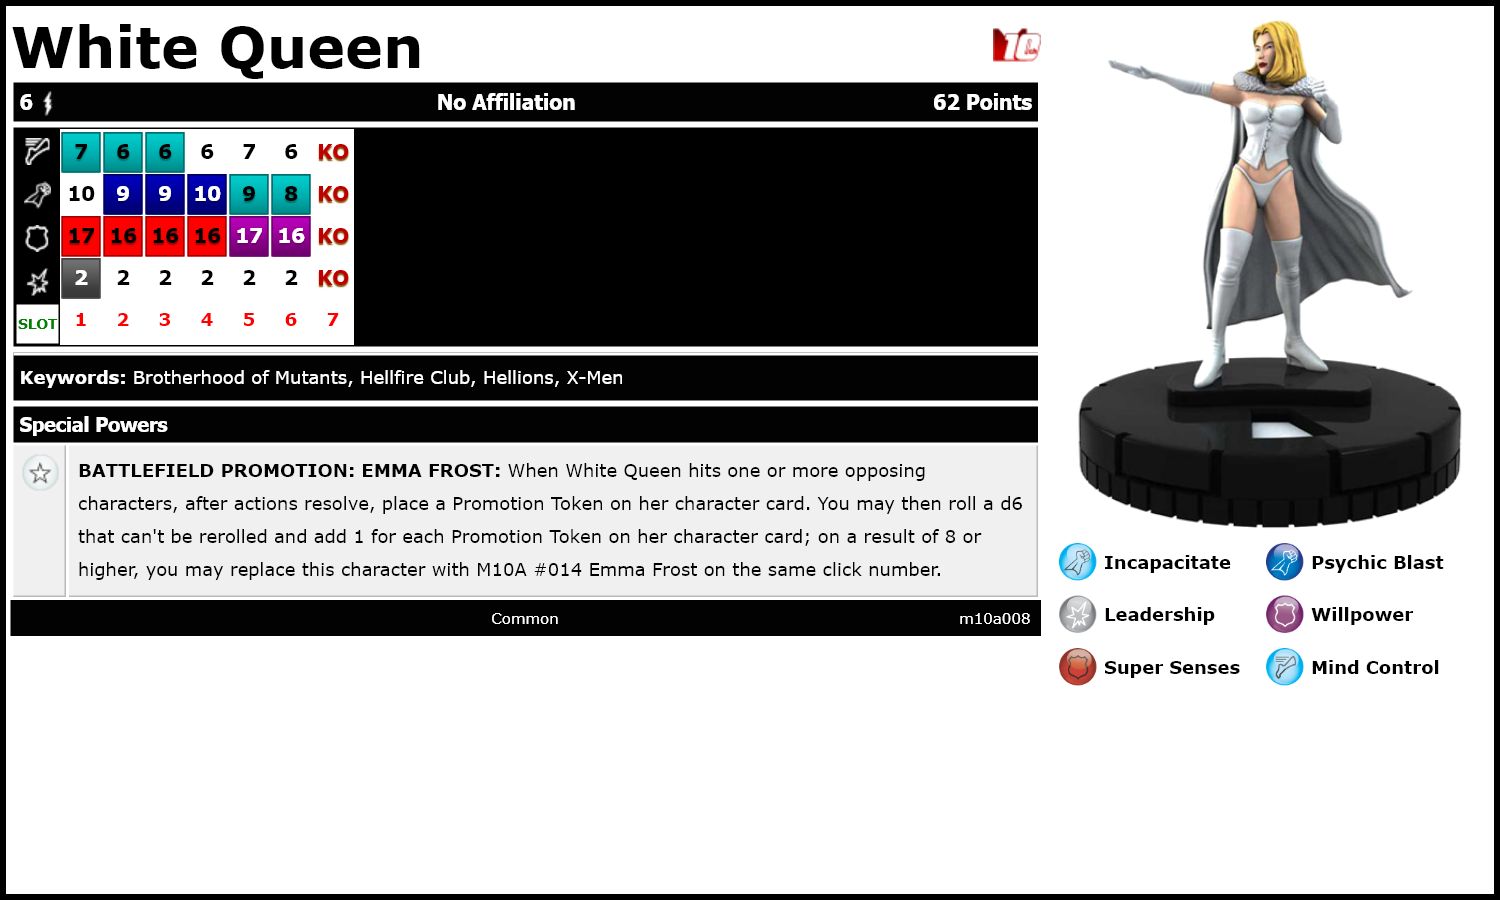 White Queen
6 No Affiliation 62 Points
7 6 6 6 7 6 KO
10 9 9 10 9 8 KO
17 16 16 16 17 16 KO
2 2 2 2 2 2 KO
SLOT 1 2 3 4 5 6 7
Keywords: Brotherhood of Mutants, Hellfire Club, Hellions, X-Men
Special Powers
BATTLEFIELD PROMOTION: EMMA FROST: When White Queen hits one or more opposing
characters, after actions resolve, place a Promotion Token on her character card. You may then roll a d6
that can't be rerolled and add 1 for each Promotion Token on her character card; on a result of 8 or
higher, you may replace this character with M10A #014 Emma Frost on the same click number.
Common m10a008
Incapacitate Psychic Blast
Leadership Willpower
Super Senses Mind Control